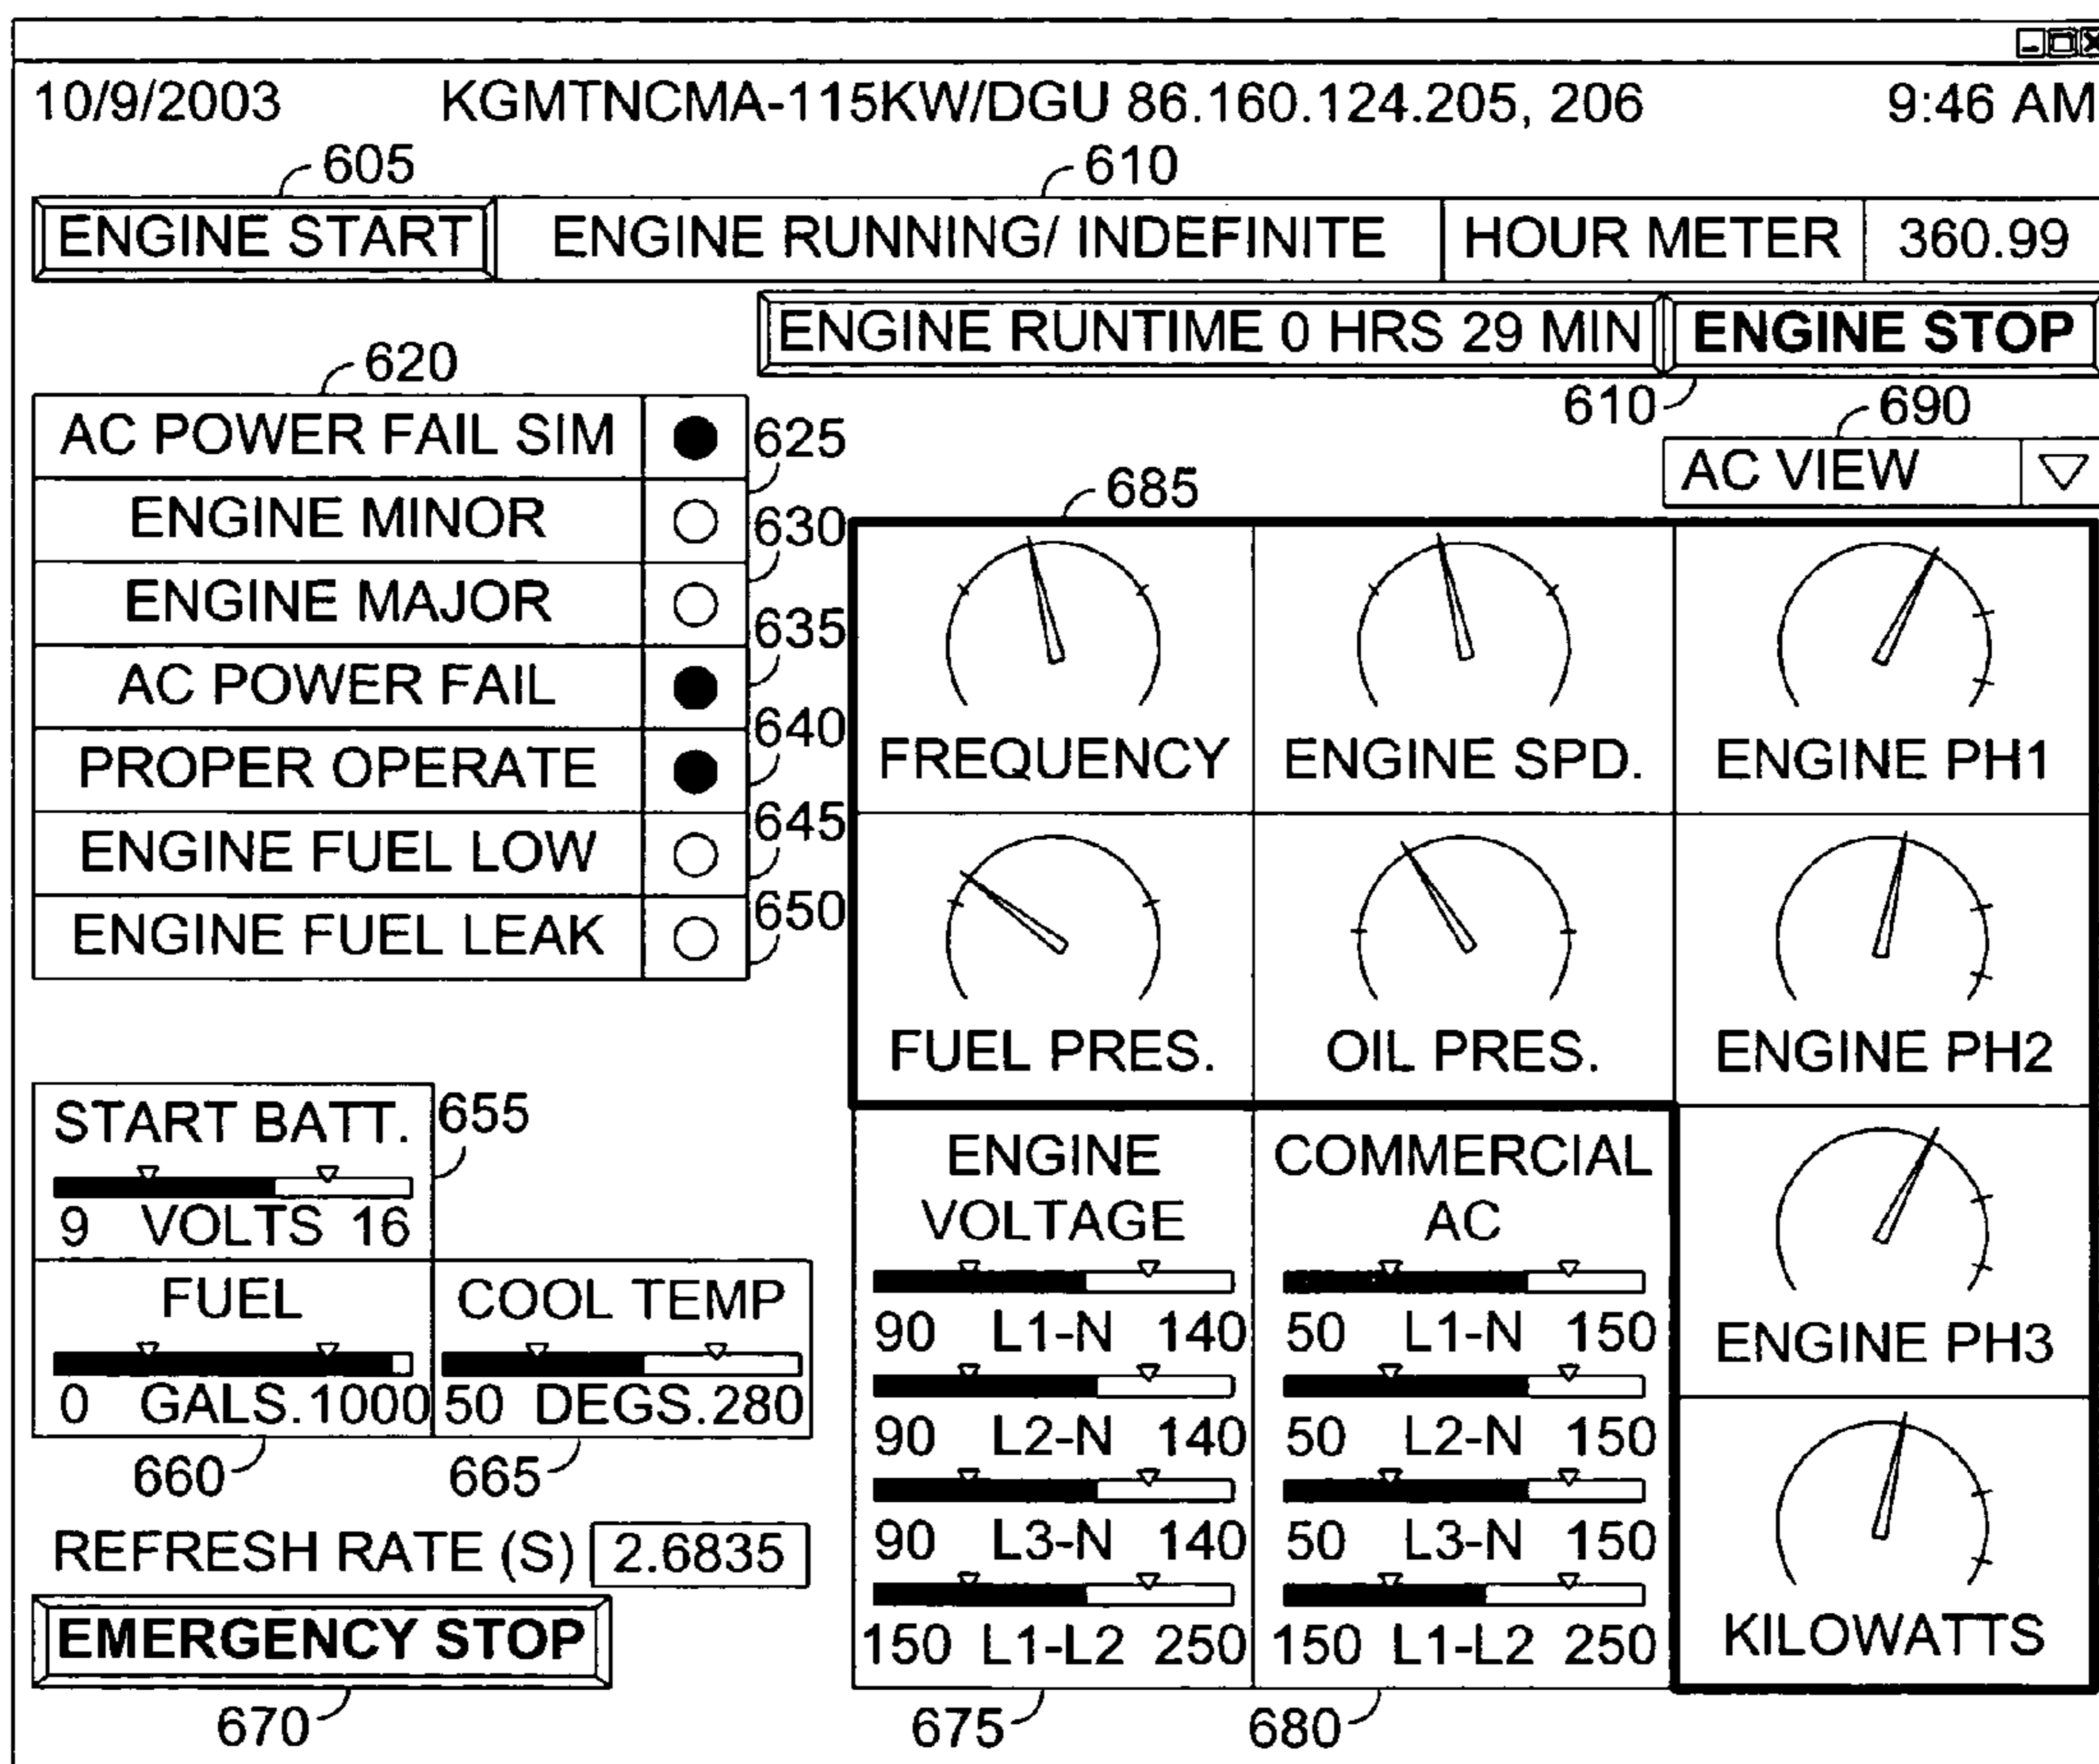 10/9/2003 KGMTNCMA-115KW/DGU 86.160.124.205, 206 9:46 AM
605 610
ENGINE START ENGINE RUNNING/ INDEFINITE HOUR METER 360.99
ENGINE RUNTIME 0 HRS 29 MIN ENGINE STOP
620
610 690
AC POWER FAIL SIM 625
AC VIEW
685
ENGINE MINOR 630
ENGINE MAJOR 635
AC POWER FAIL 640
PROPER OPERATE 645
ENGINE FUEL LOW 650
ENGINE FUEL LEAK
FREQUENCY ENGINE SPD. ENGINE PH1
FUEL PRES. OIL PRES. ENGINE PH2
START BATT. 655
9 VOLTS 16
FUEL COOL TEMP
0 GALS. 1000 50 DEGS. 280
660 665
REFRESH RATE (S) 2.6835
EMERGENCY STOP
670
ENGINE
VOLTAGE
90 L1-N 140
90 L2-N 140
90 L3-N 140
150 L1-L2 250
675
COMMERCIAL
AC
50 L1-N 150
50 L2-N 150
50 L3-N 150
150 L1-L2 250
680
ENGINE PH3
KILOWATTS